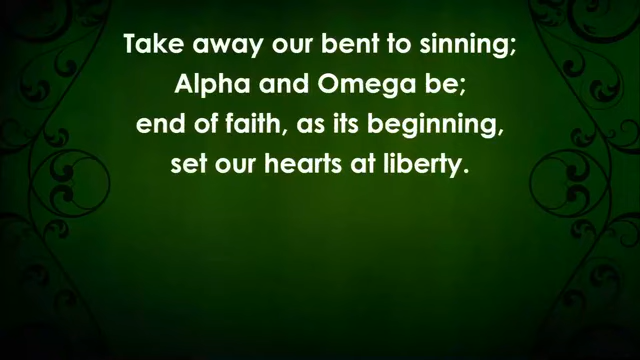 Take away our bent to sinning;
Alpha and Omega be;
end of faith, as its beginning,
set our hearts at liberty.